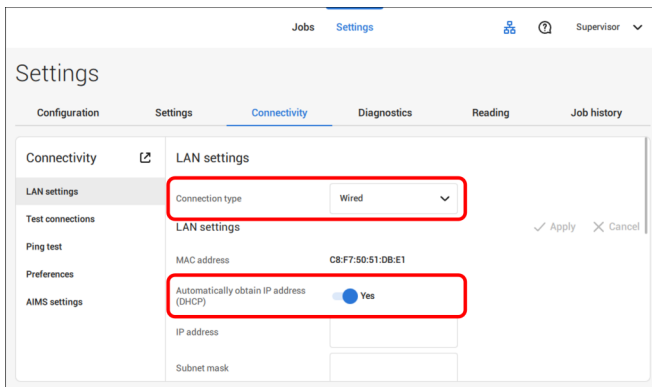 Jobs Settings Supervisor
Settings
Configuration Settings Connectivity Diagnostics Reading Job history
Connectivity
LAN settings
Test connections
Ping test
Preferences
AIMS settings
LAN settings
Connection type Wired
LAN settings
Apply Cancel
MAC address C8:F7:50:51:DB:E1
Automatically obtain IP address
(DHCP) Yes
IP address
Subnet mask